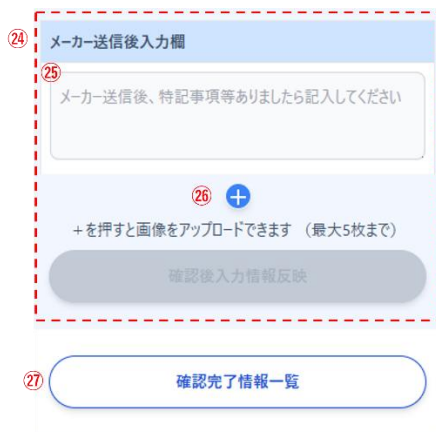 ㉔
メーカー送信後入力欄
㉕
メーカー送信後、特記事項等ありましたら記入してください
㉖
+を押すと画像をアップロードできます （最大5枚まで）
確認後入力情報反映
㉗ 確認完了情報一覧